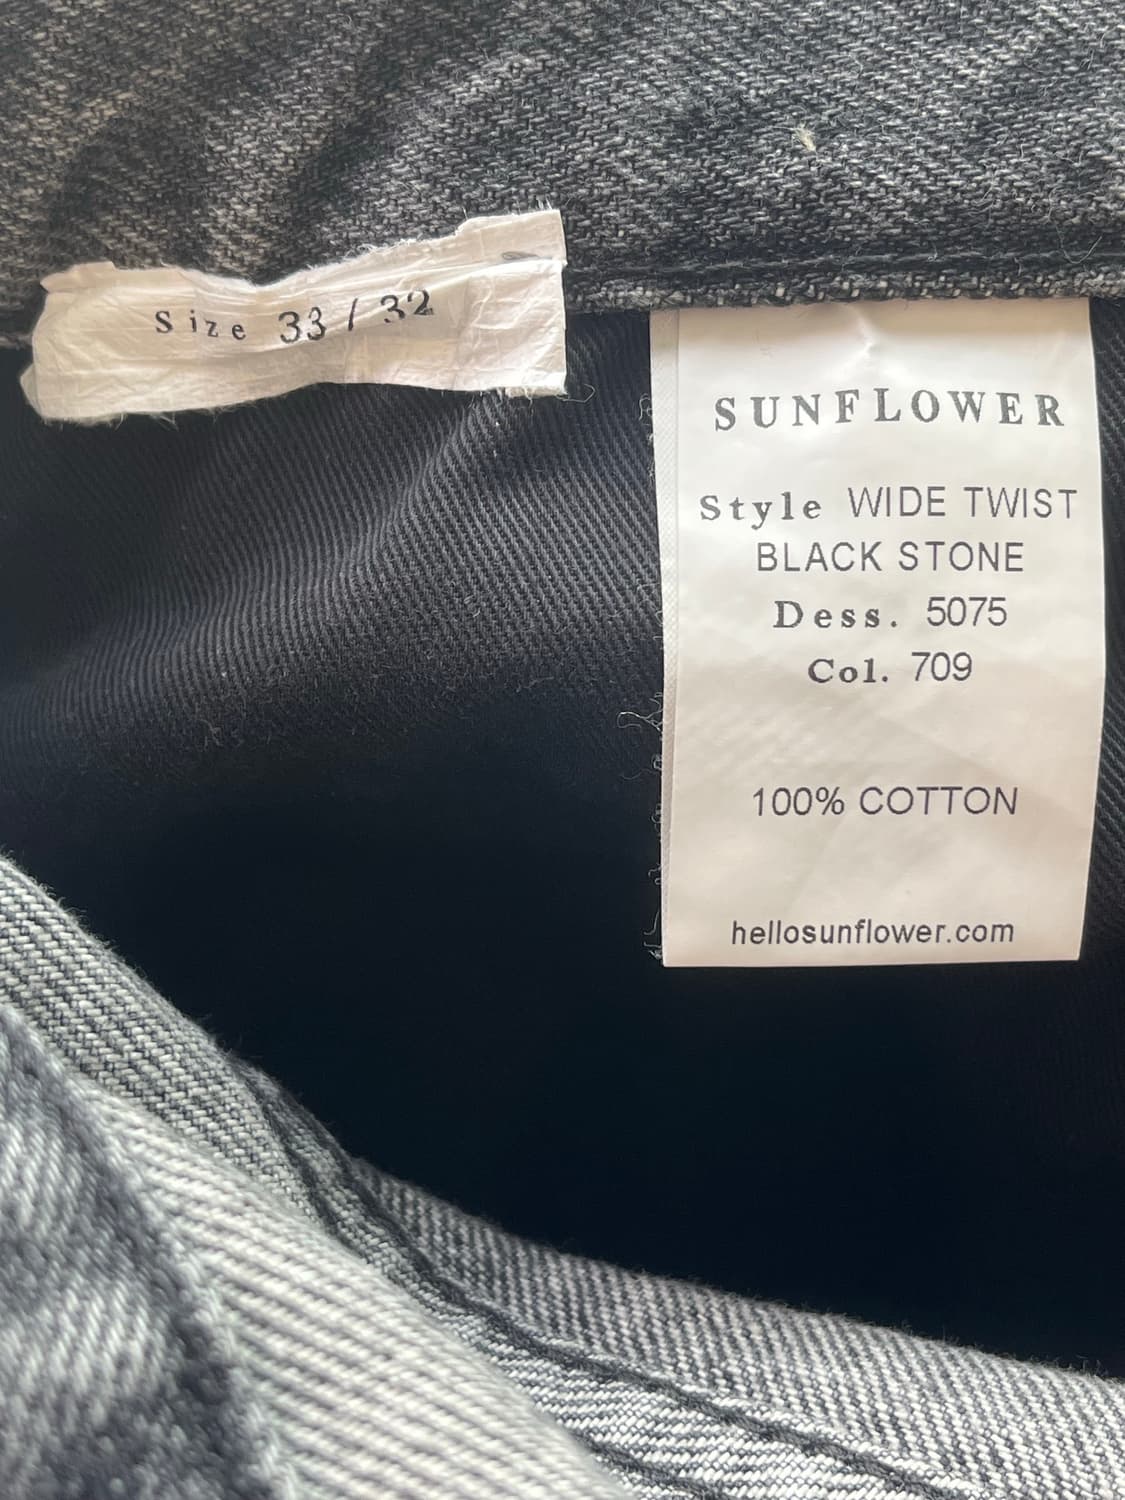 Size 33 / 32
SUNFLOWER
Style WIDE TWIST
BLACK STONE
Dess. 5075
Col. 709
100% COTTON
hellosunflower.com